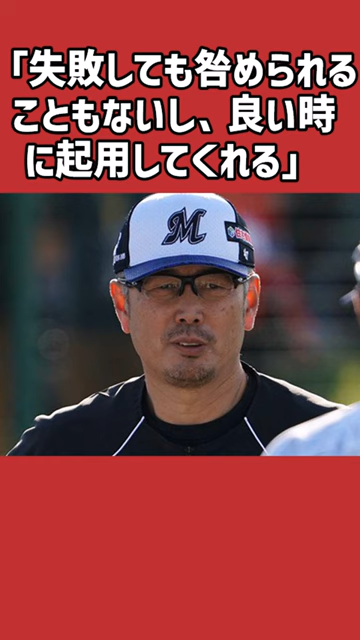 「失敗しても咎められる
こともないし、良い時
に起用してくれる」
M